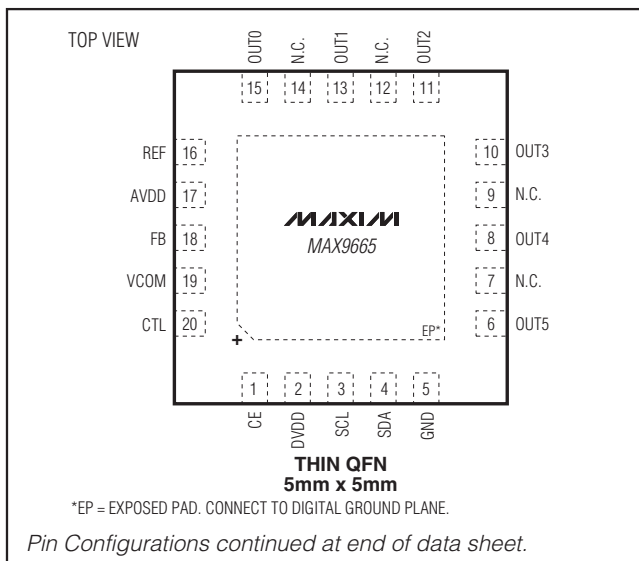 TOP VIEW
OUT0
N.C.
OUT1
N.C.
OUT2
15
14
13
12
11
REF 16
AVDD 17
FB 18
VCOM 19
CTL 20
10 OUT3
9 N.C.
8 OUT4
7 N.C.
6 OUT5
MAXIM
MAX9665
EP*
+
1
2
3
4
5
CE
DVDD
SCL
SDA
GND
THIN QFN
5mm x 5mm
*EP = EXPOSED PAD. CONNECT TO DIGITAL GROUND PLANE.
Pin Configurations continued at end of data sheet.